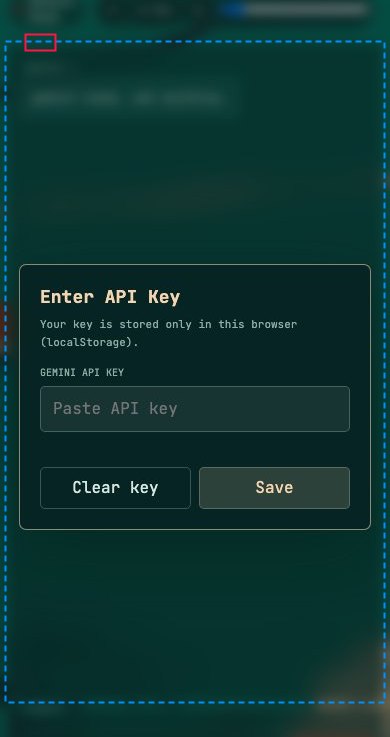 Enter API Key
Your key is stored only in this browser
(localStorage).
GEMINI API KEY
Paste API key
Clear key
Save